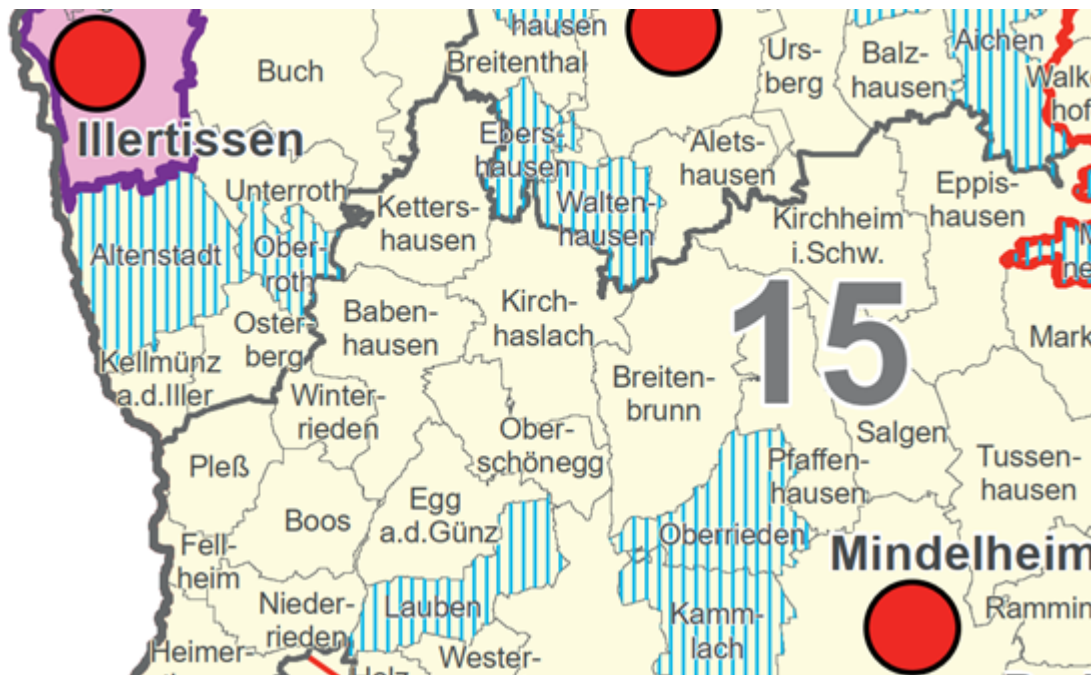 hausen
Breitenthal
Buch
Urs-
berg
Balz-
hausen
Aichen
Illertissen
Ebers-
hausen
Alets-
hausen
Unterroth
Ketters-
hausen
Walten-
hausen
Kirchheim
i.Schw.
Eppis-
hausen
Altenstadt
Ober-
roth
Kirch-
haslach
15
Baben-
hausen
Oster-
berg
Kellmünz
a.d.Iller
Winter-
rieden
Breiten-
brunn
Ober-
schönegg
Salgen
Pleß
Pfaffen-
hausen
Tussen-
hausen
Egg
a.d.Günz
Boos
Oberrieden
Mindelheim
Fell-
heim
Nieder-
rieden
Lauben
Kamm-
lach
Heimer-
Wester-